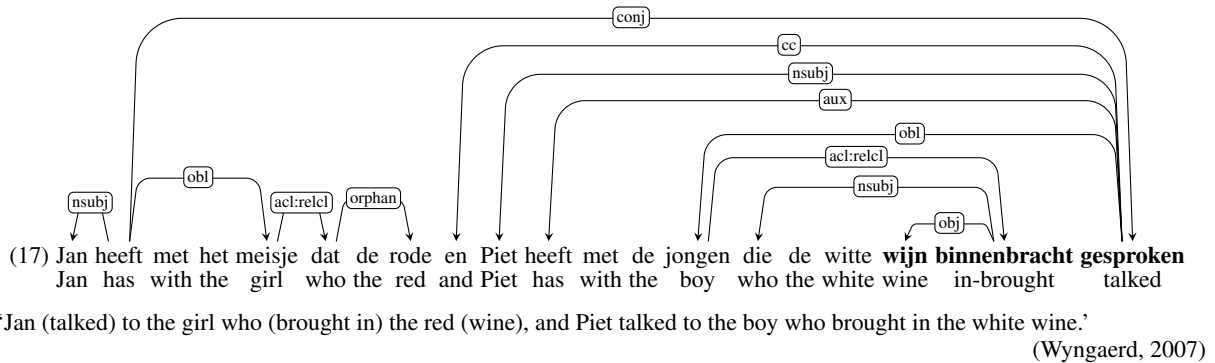 conj
cc
nsubj
aux
obl
acl:relcl
obl
nsubj
nsubj acl:relcl orphan
obj
(17) Jan heeft met het meisje dat de rode en Piet heeft met de jongen die de witte wijn binnenbracht gesproken
Jan has with the girl who the red and Piet has with the boy who the white wine in-brought talked
‘Jan (talked) to the girl who (brought in) the red (wine), and Piet talked to the boy who brought in the white wine.’
(Wyngaerd, 2007)